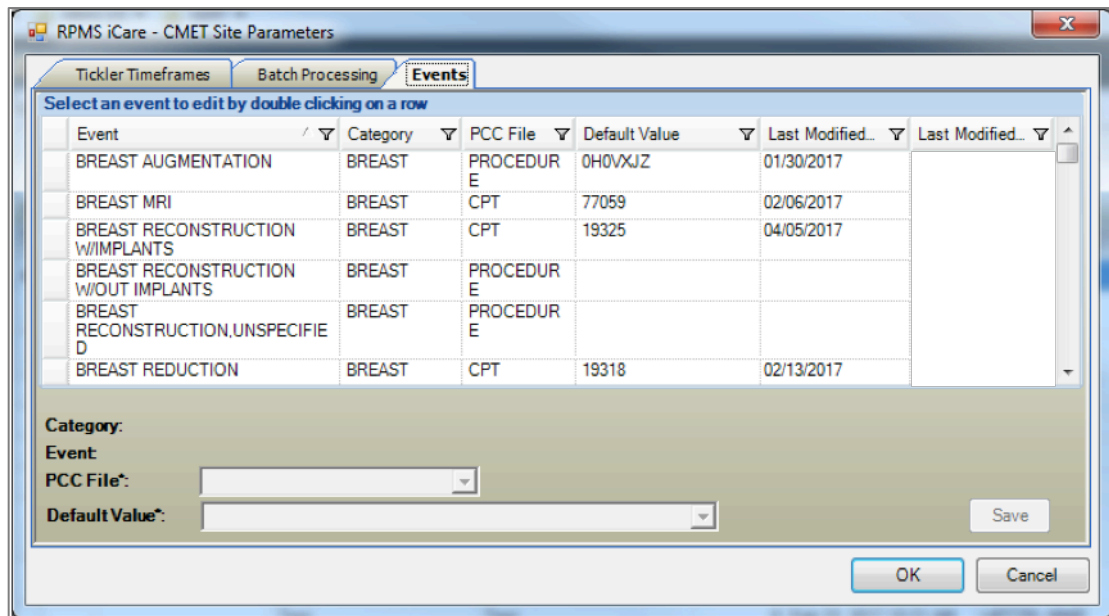 RPMS iCare - CMET Site Parameters
Tickler Timeframes Batch Processing Events
Select an event to edit by double clicking on a row
Event Category PCC File Default Value Last Modified... Last Modified...
BREAST AUGMENTATION BREAST PROCEDUR 0H0VXJZ 01/30/2017
E
BREAST MRI BREAST CPT 77059 02/06/2017
BREAST RECONSTRUCTION BREAST CPT 19325 04/05/2017
W/IMPLANTS
BREAST RECONSTRUCTION BREAST PROCEDUR
W/OUT IMPLANTS E
BREAST BREAST PROCEDUR
RECONSTRUCTION,UNSPECIFIE E
D
BREAST REDUCTION BREAST CPT 19318 02/13/2017
Category:
Event:
PCC File*:
Default Value*:
Save
OK Cancel